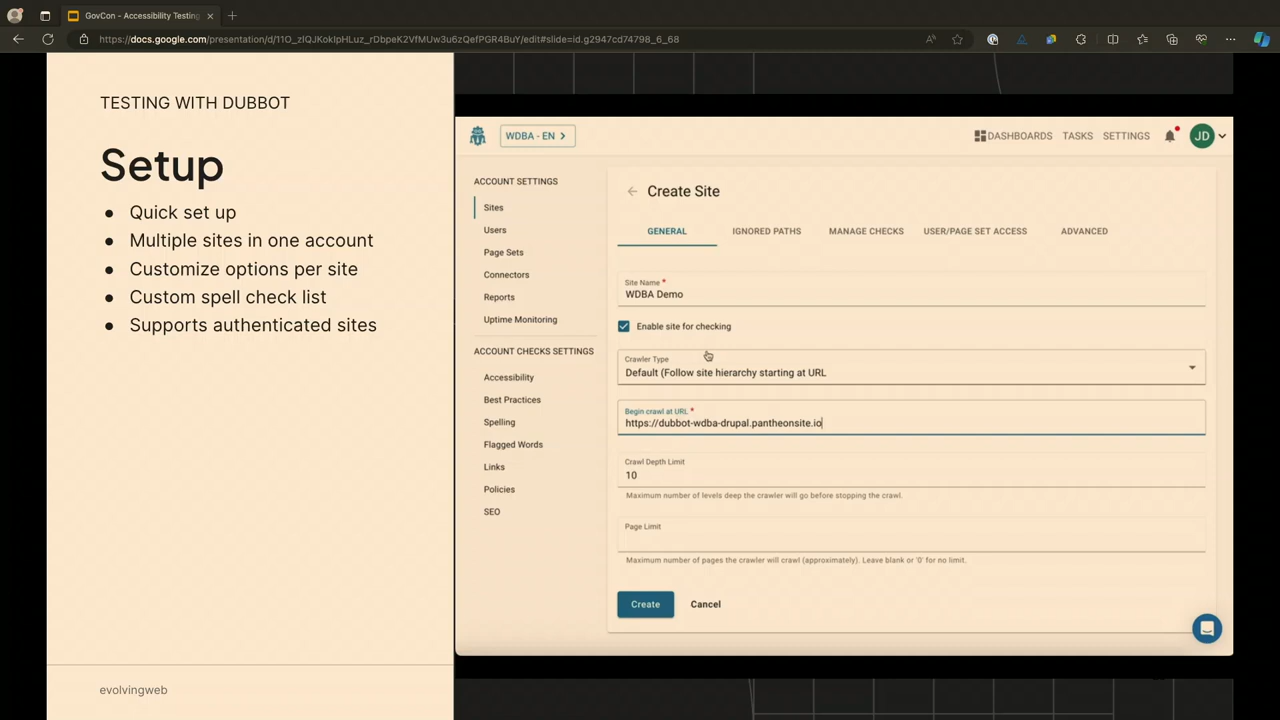 GovCon - Accessibility Testing
https://docs.google.com/presentation/d/11O_zIQJKokIpHLuz_rDbpeK2VfMUw3u6zQefPGR4BuY/edit#slide=id.g2947cd74798_6_68
TESTING WITH DUBBOT
Setup
● Quick set up
● Multiple sites in one account
● Customize options per site
● Custom spell check list
● Supports authenticated sites
evolvingweb
WDBA - EN
DASHBOARDS
TASKS
SETTINGS
JD
ACCOUNT SETTINGS
Sites
Users
Page Sets
Connectors
Reports
Uptime Monitoring
ACCOUNT CHECKS SETTINGS
Accessibility
Best Practices
Spelling
Flagged Words
Links
Policies
SEO
Create Site
GENERAL
IGNORED PATHS
MANAGE CHECKS
USER/PAGE SET ACCESS
ADVANCED
Site Name *
WDBA Demo
Enable site for checking
Crawler Type
Default (Follow site hierarchy starting at URL
Begin crawl at URL *
https://dubbot-wdba-drupal.pantheonsite.io
Crawl Depth Limit
10
Maximum number of levels deep the crawler will go before stopping the crawl.
Page Limit
Maximum number of pages the crawler will crawl (approximately). Leave blank or '0' for no limit.
Create
Cancel